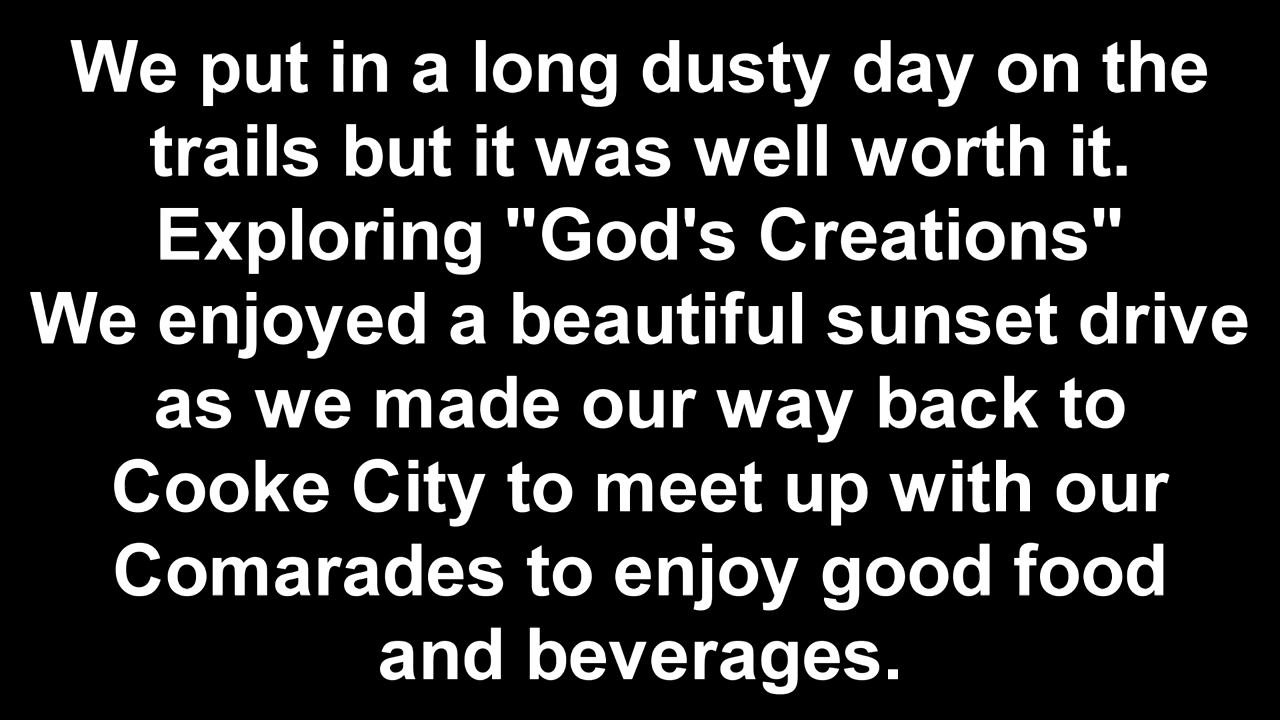 We put in a long dusty day on the
trails but it was well worth it.
Exploring "God's Creations"
We enjoyed a beautiful sunset drive
as we made our way back to
Cooke City to meet up with our
Comarades to enjoy good food
and beverages.